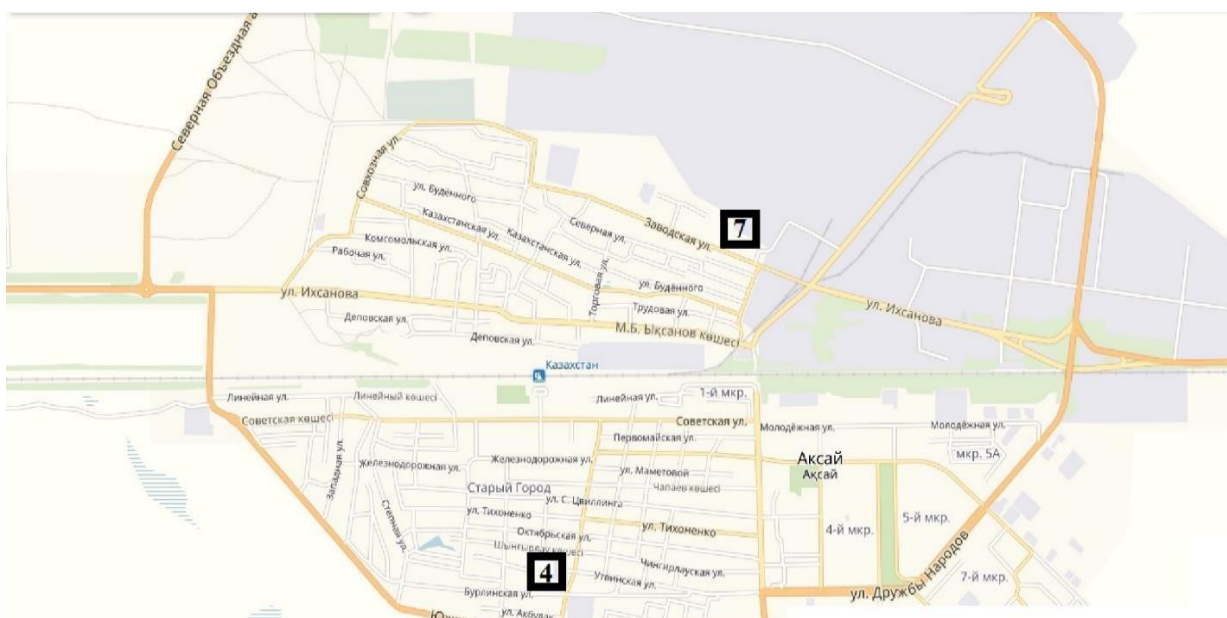 Северная Объездная а
Совхозная ул.
ул. Будённого
Казахстанская ул.
Казахстанская ул.
Северная ул.
Заводская ул.
7
Комсомольская ул.
Рабочая ул.
Торговая ул.
ул. Будённого
Трудовая ул.
ул. Ихсанова
ул. Ихсанова
Деповская ул.
Деповская ул.
М.Б. Ықсанов көшесі
Казахстан
Линейная ул.
Линейный көшесі
Линейная ул.
1-й мкр.
Советская көшесі
Советская ул.
Молодёжная ул.
Молодёжная ул.
Первомайская ул.
мкр. 5А
Западная ул.
Железнодорожная ул.
Железнодорожная ул.
ул. Маметовой
Аксай
Ақсай
Старый Город
Чапаев көшесі
ул. С. Цвиллинга
Степная ул.
ул. Тихоненко
ул. Тихоненко
4-й мкр.
5-й мкр.
Октябрьская ул.
Шыңғырлау көшесі
4
Утвинская ул.
Чингирлауская ул.
7-й мкр.
Бурлинская ул.
ул. Дружбы Народов
ул. Акбулак